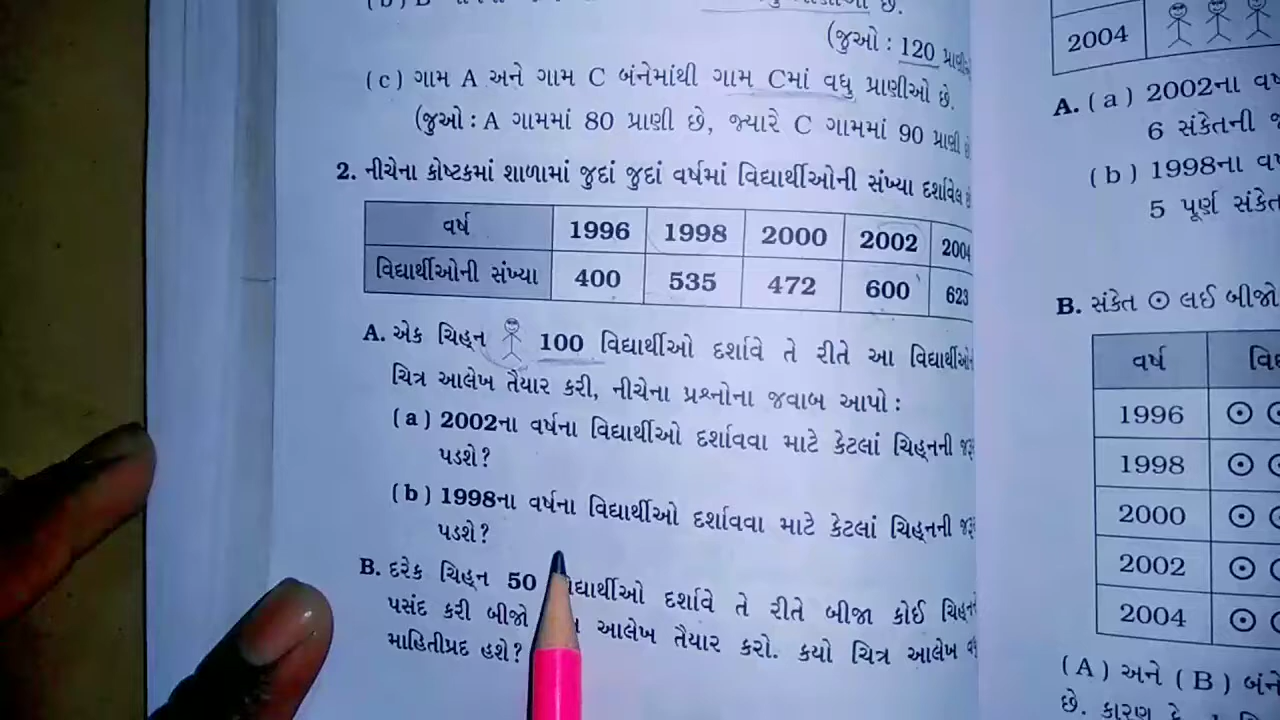 છે.
(જુઓ : 120
(c) ગામ A અને ગામ C બંનેમાંથી ગામ Cમાં વધુ પ્રાણીઓ છે.
(જુઓ : A ગામમાં 80 પ્રાણી છે, જ્યારે C ગામમાં 90 પ્રાણી
2. નીચેના કોષ્ટકમાં શાળામાં જુદાં જુદાં વર્ષમાં વિદ્યાર્થીઓની સંખ્યા દર્શાવેલ
વર્ષ 1996 1998 2000 2002 2004
વિદ્યાર્થીઓની સંખ્યા 400 535 472 600 623
A. એક ચિહ્ન 100 વિદ્યાર્થીઓ દર્શાવે તે રીતે આ
ચિત્ર આલેખ તૈયાર કરી, નીચેના પ્રશ્નોના જવાબ આપો :
(a) 2002ના વર્ષના વિદ્યાર્થીઓ દર્શાવવા માટે કેટલાં ચિહ્નની
પડશે?
(b) 1998ના વર્ષના વિદ્યાર્થીઓ દર્શાવવા માટે કેટલાં ચિહ્નની
પડશે?
B. દરેક ચિહ્ન 50 દર્શાવે તે રીતે બીજા કોઈ
પસંદ કરી બીજો આલેખ તૈયાર કરો. કયો ચિત્ર આલેખ
માહિતીપ્રદ હશે?
2004
A. (a) 2002ના
6 સંકેતની
(b) 1998ના
5 પૂર્ણ
B. સંકેત ⊙ લઈ બીજો
વર્ષ
1996 ⊙
1998 ⊙
2000 ⊙
2002 ⊙
2004 ⊙
(A) અને (B)
છે. કારણ કે